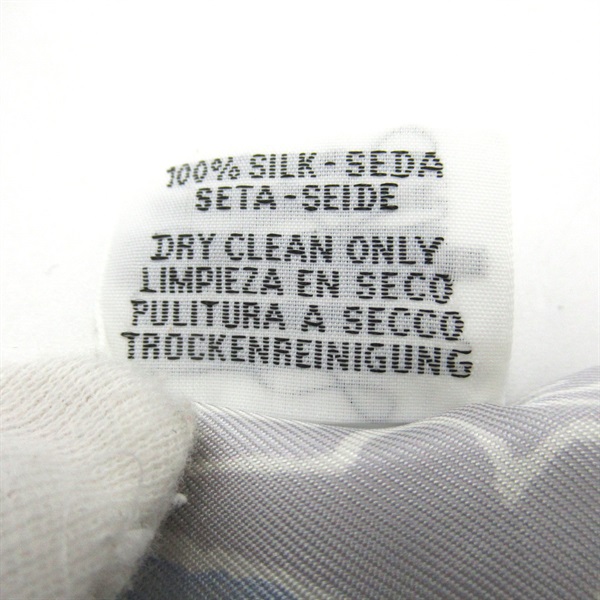 100% SILK-SEDA
SETA-SEIDE
DRY CLEAN ONLY
LIMPIEZA EN SECO
PULITURA A SECCO
TROCKENREINIGUNG